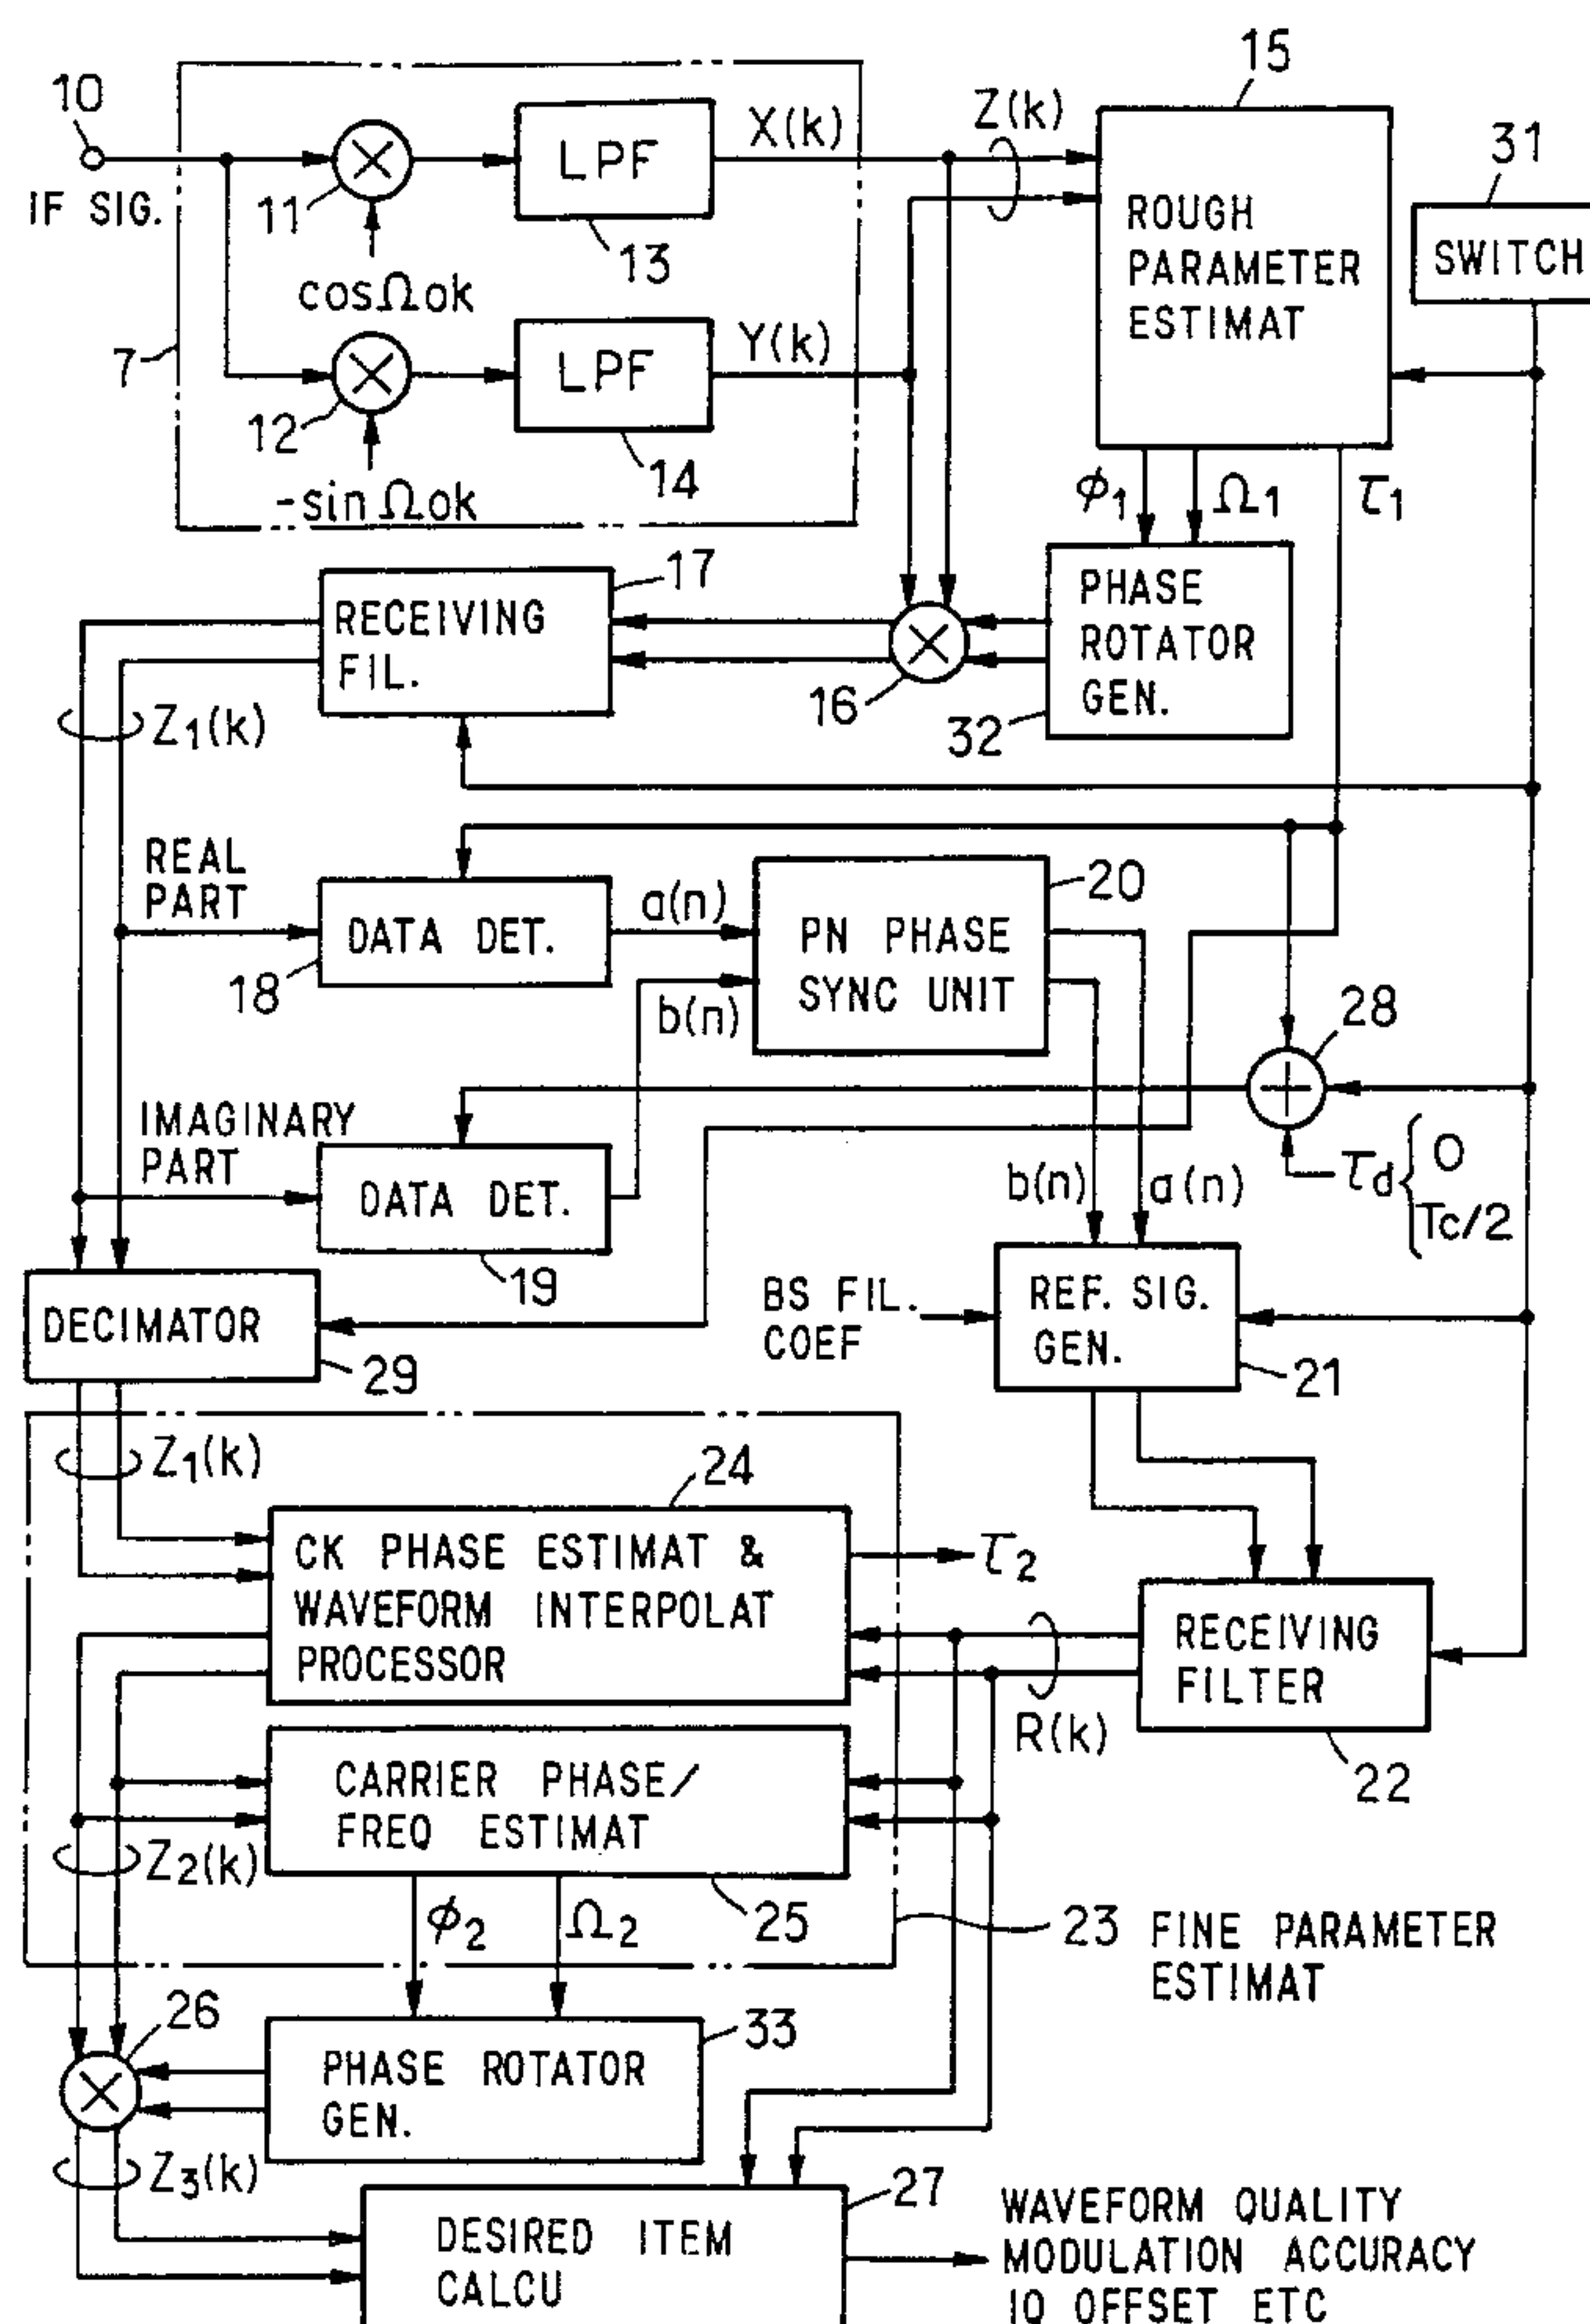 10
IF SIG.
7
11
cosΩok
12
-sinΩok
LPF
13
LPF
14
X(k)
Y(k)
Z(k)
15
ROUGH
PARAMETER
ESTIMAT
31
SWITCH
φ1
Ω1
τ1
17
RECEIVING
FIL.
16
PHASE
ROTATOR
GEN.
32
Z1(k)
REAL
PART
DATA DET.
18
a(n)
b(n)
PN PHASE
SYNC UNIT
20
28
τd{0
Tc/2
IMAGINARY
PART
DATA DET.
19
b(n)
a(n)
DECIMATOR
29
BS FIL.
COEF
REF. SIG.
GEN.
21
Z1(k)
24
CK PHASE ESTIMAT &
WAVEFORM INTERPOLAT
PROCESSOR
τ2
R(k)
RECEIVING
FILTER
22
CARRIER PHASE/
FREQ ESTIMAT
25
Z2(k)
φ2
Ω2
23 FINE PARAMETER
ESTIMAT
26
PHASE ROTATOR
GEN.
33
Z3(k)
DESIRED ITEM
CALCU
27
WAVEFORM QUALITY
MODULATION ACCURACY
IQ OFFSET ETC